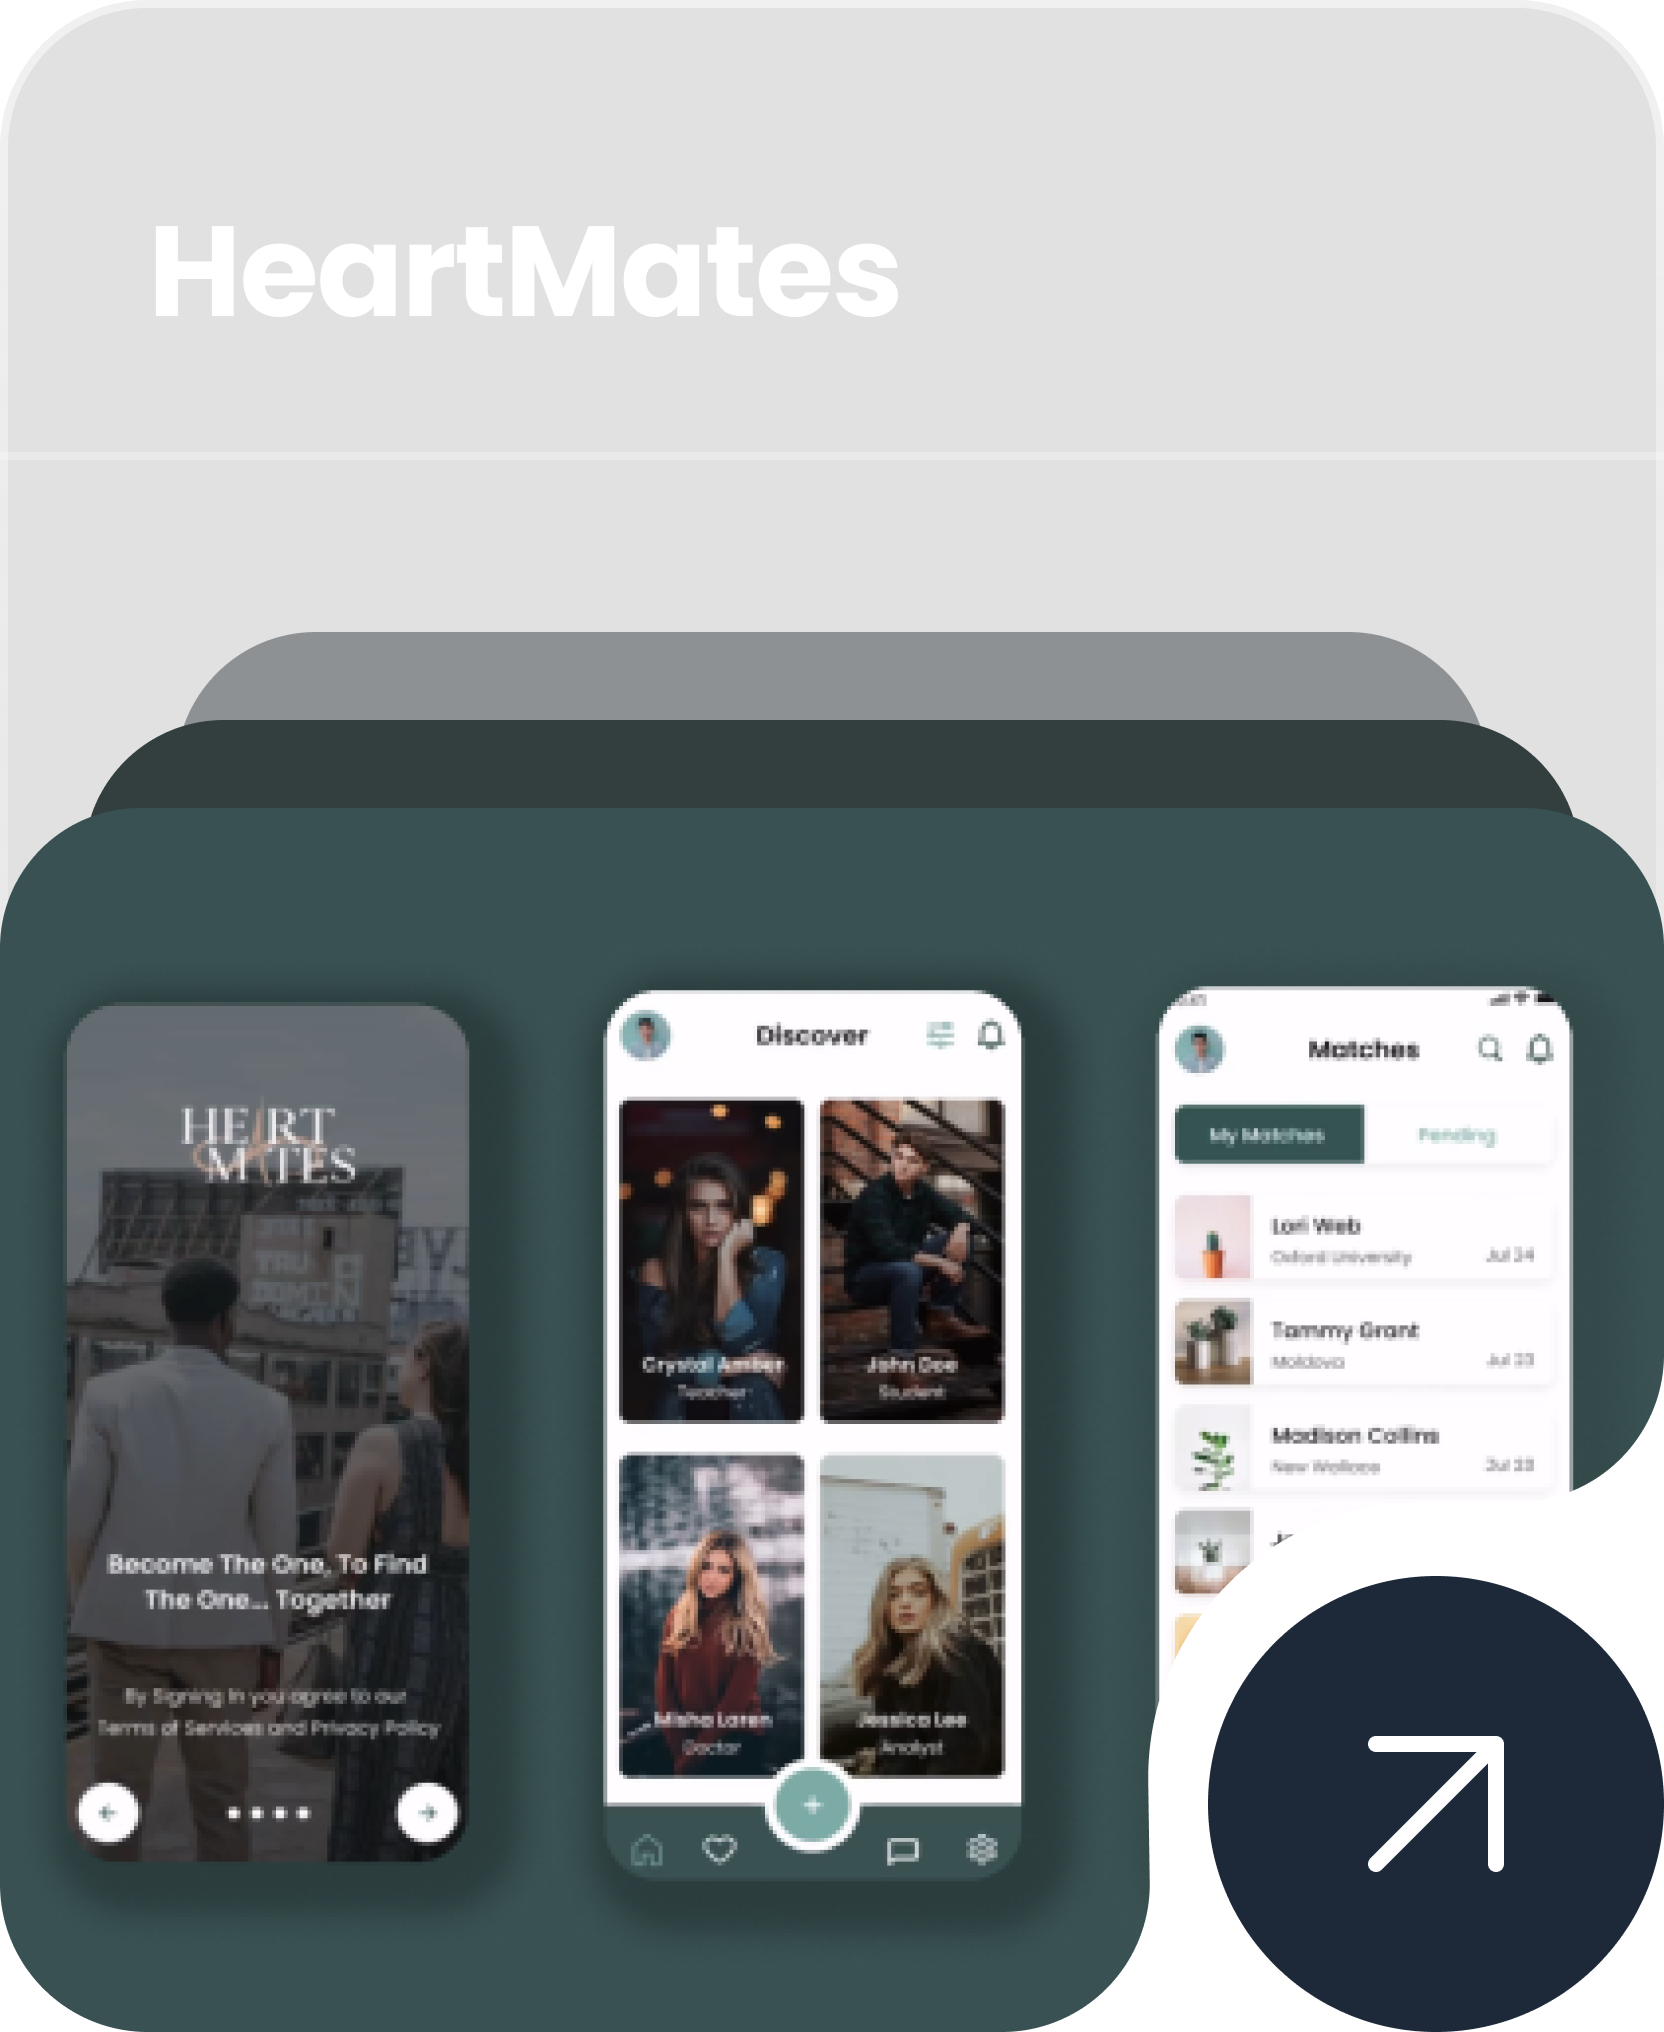 HeartMates
HEART
MATES
Become The One, To Find
The One... Together
By Signing In you agree to our
Terms of Services and Privacy Policy
Discover
Crystal Amber
Teacher
John Doe
Student
Misha Loren
Doctor
Jessica Lee
Analyst
Matches
My Matches
Pending
Lori Web
Oxford University
Jul 24
Tammy Grant
Moldova
Jul 23
Madison Collins
New
Jul 23